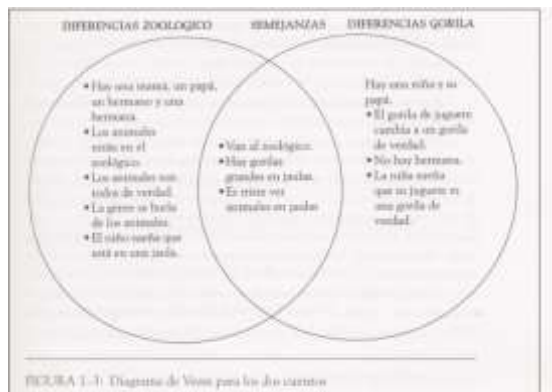 DIFERENCIAS ZOOLOGICO
SEMEJANZAS
DIFERENCIAS GORILA
• Hay una mamá, un papá,
un hermano y una
hermana.
• Los animales
están en el
zoológico.
• Los animales son
todos de verdad.
• La gente se burla
de los animales.
• El niño sueña que
está en una jaula.
• Van al zoológico.
• Hay gorilas
grandes en jaulas.
• Es triste ver
animales en jaulas
Hay una niña y su
papá.
• El gorila de juguete
cambia a un gorila
de verdad.
• No hay hermana.
• La niña sueña
que su juguete es
una gorila de
verdad.
FIGURA 1-3: Diagrama de Venn para los dos cuentos